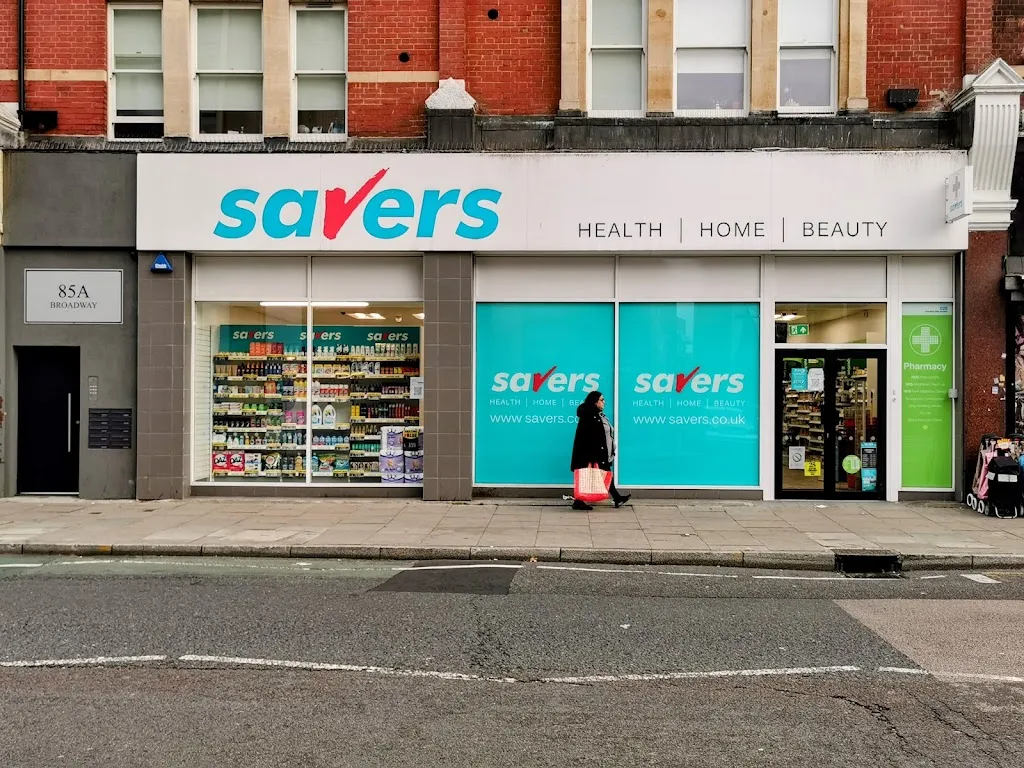 savers
HEALTH | HOME | BEAUTY
85A
BROADWAY
savers savers savers
savers
HEALTH | HOME |
www.savers.co
savers
HEALTH | HOME | BEAUTY
www.savers.co.uk
Pharmacy